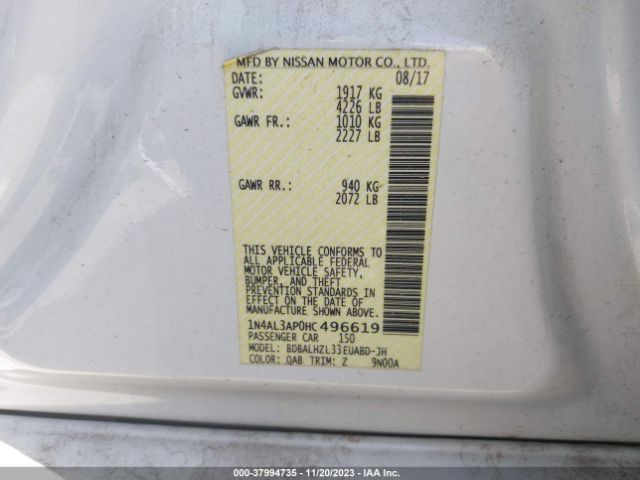 MFD BY NISSAN MOTOR CO., LTD.
DATE: 08/17
GVWR: 1917 KG
4226 LB
GAWR FR.: 1010 KG
2227 LB
GAWR RR.: 940 KG
2072 LB
THIS VEHICLE CONFORMS TO
ALL APPLICABLE FEDERAL
MOTOR VEHICLE SAFETY,
BUMPER, AND THEFT
PREVENTION STANDARDS IN
EFFECT ON THE DATE OF
MANUFACTURE SHOWN ABOVE.
1N4AL3AP0HC496619
PASSENGER CAR 150
MODEL: BDBALHZL33EUABD-JH
COLOR: QAB TRIM: Z 9N00A
000-37994735 - 11/20/2023 - IAA Inc.